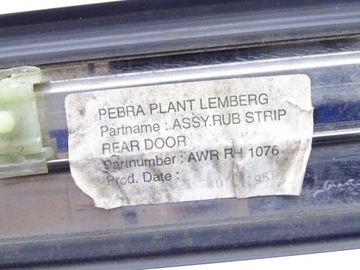 PEBRA PLANT LEMBERG
Partname : ASSY.RUB STRIP
REAR DOOR
Partnumber : AWR RH 1076
Prod. Date :